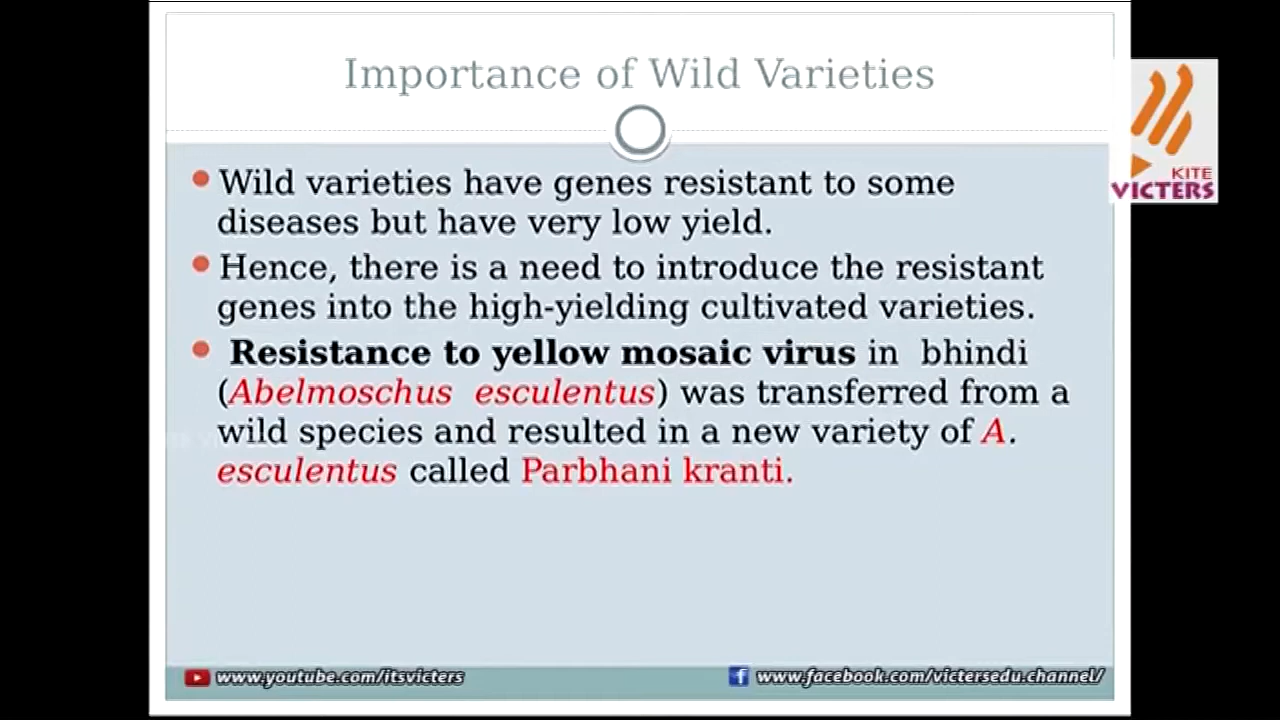 Importance of Wild Varieties
KITE
VICTERS
Wild varieties have genes resistant to some
diseases but have very low yield.
Hence, there is a need to introduce the resistant
genes into the high-yielding cultivated varieties.
Resistance to yellow mosaic virus in bhindi
(Abelmoschus esculentus) was transferred from a
wild species and resulted in a new variety of A.
esculentus called Parbhani kranti.
www.youtube.com/itsvicters
www.facebook.com/victersedu.channel/